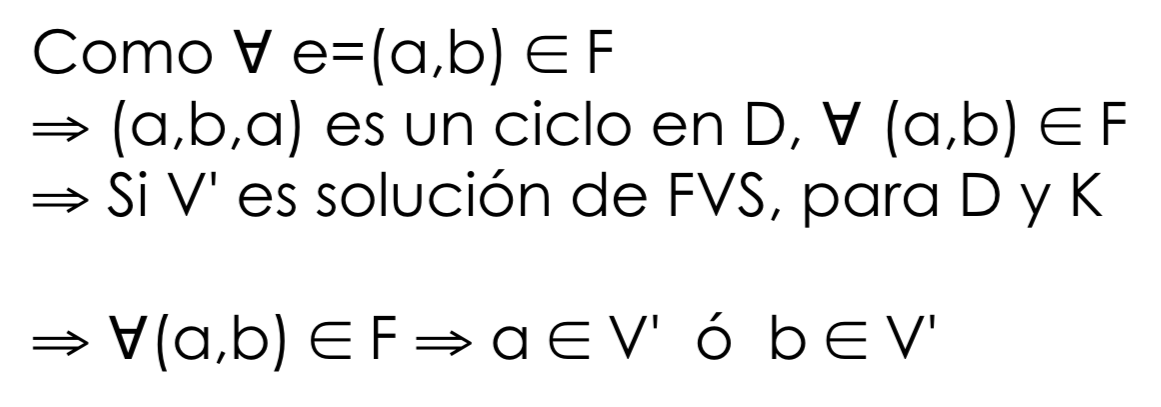 Como ∀ e=(a,b) ∈ F
⇒ (a,b,a) es un ciclo en D, ∀ (a,b) ∈ F
⇒ Si V' es solución de FVS, para D y K
⇒ ∀(a,b) ∈ F ⇒ a ∈ V' ó b ∈ V'